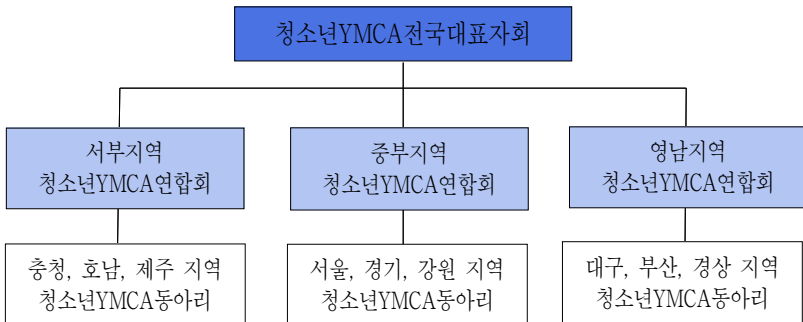 청소년YMCA전국대표자회
서부지역
청소년YMCA연합회
중부지역
청소년YMCA연합회
영남지역
청소년YMCA연합회
충청, 호남, 제주 지역
청소년YMCA동아리
서울, 경기, 강원 지역
청소년YMCA동아리
대구, 부산, 경상 지역
청소년YMCA동아리